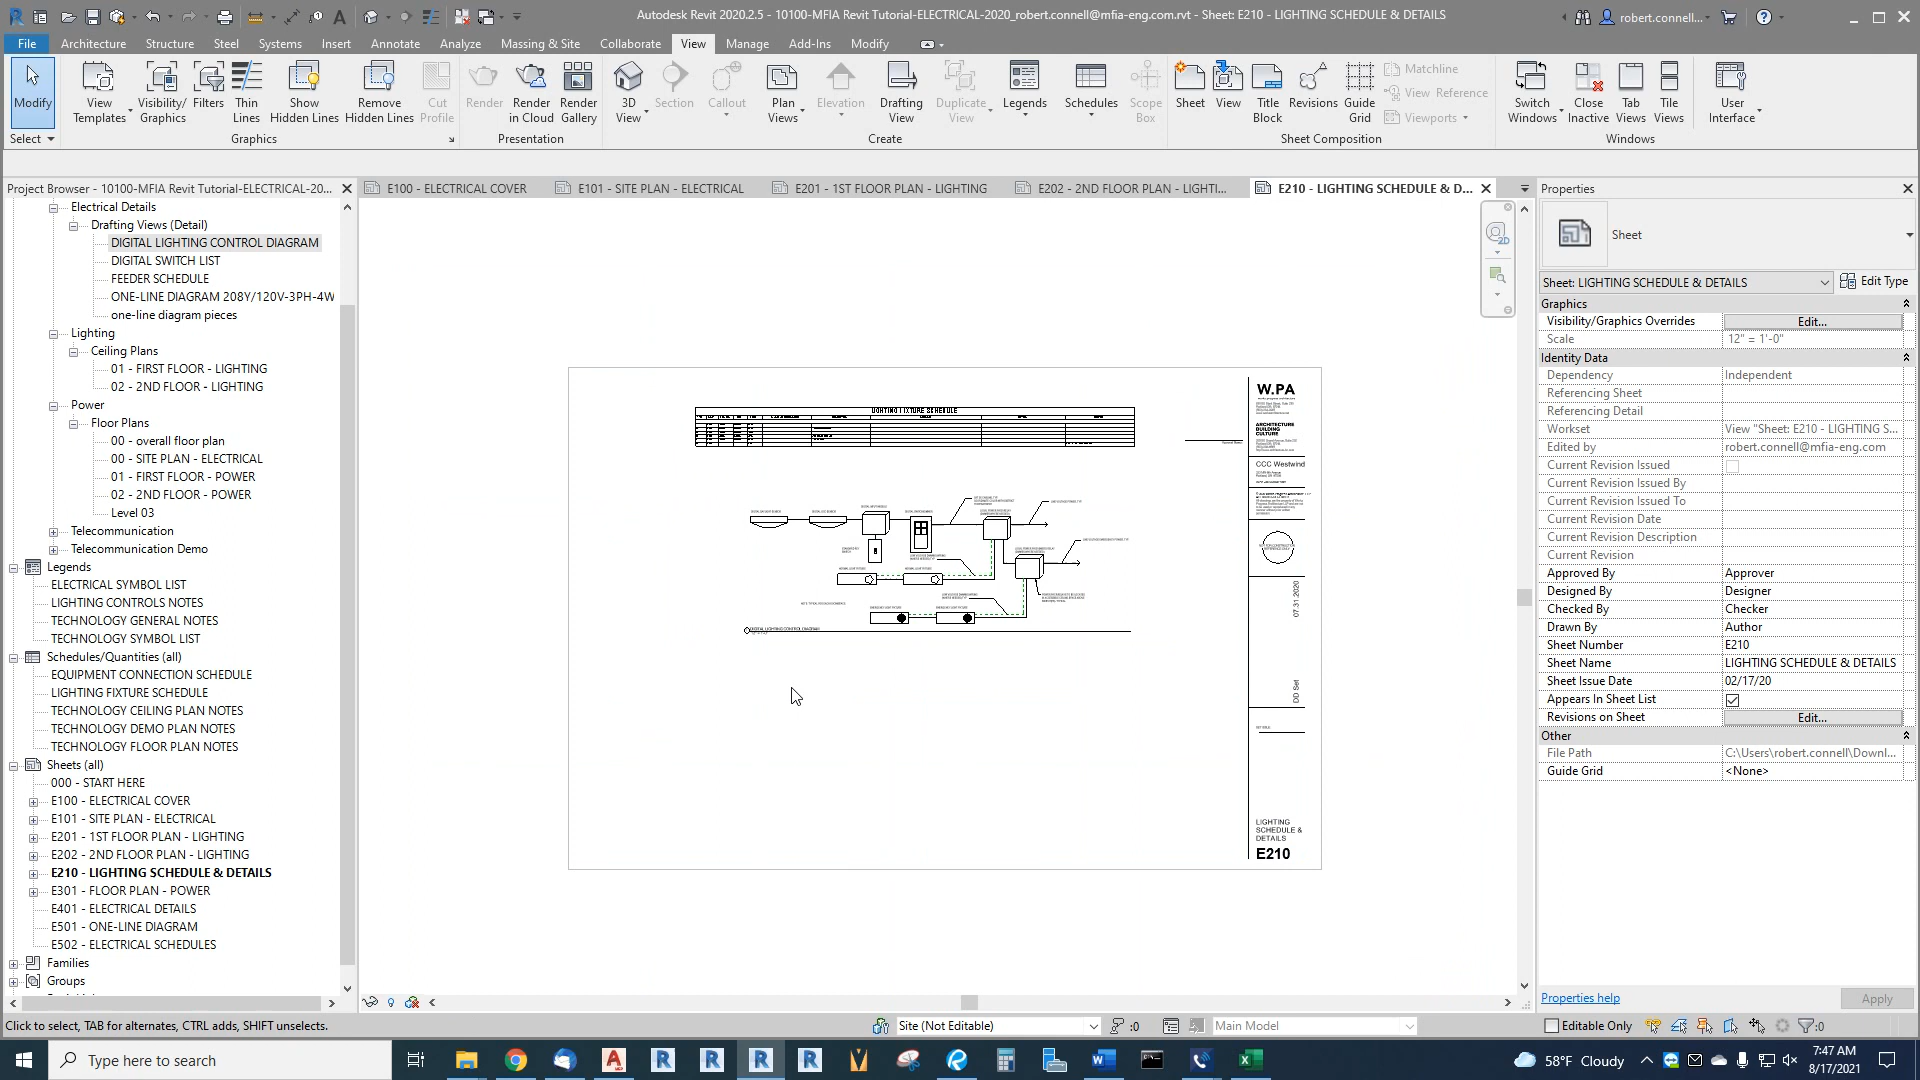 Autodesk Revit 2020.2.5 - 10100-MFIA Revit Tutorial-ELECTRICAL-2020_robert.connell@mfia-eng.com.rvt - Sheet: E210 - LIGHTING SCHEDULE & DETAILS
robert.connell...
File Architecture Structure Steel Systems Insert Annotate Analyze Massing & Site Collaborate View Manage Add-Ins Modify
Modify
View Templates
Visibility/ Graphics
Filters
Thin Lines
Show Hidden Lines
Remove Hidden Lines
Cut Profile
Render
Render in Cloud
Render Gallery
3D View
Section
Callout
Plan Views
Elevation
Drafting View
Duplicate View
Legends
Schedules
Scope Box
Sheet
View
Title Block
Revisions
Guide Grid
Matchline
View Reference
Viewports
Switch Windows
Close Inactive
Tab Views
Tile Views
User Interface
Select Graphics Presentation Create Sheet Composition Windows
Project Browser - 10100-MFIA Revit Tutorial-ELECTRICAL-20...
Electrical Details
Drafting Views (Detail)
DIGITAL LIGHTING CONTROL DIAGRAM
DIGITAL SWITCH LIST
FEEDER SCHEDULE
ONE-LINE DIAGRAM 208Y/120V-3PH-4W
one-line diagram pieces
Lighting
Ceiling Plans
01 - FIRST FLOOR - LIGHTING
02 - 2ND FLOOR - LIGHTING
Power
Floor Plans
00 - overall floor plan
00 - SITE PLAN - ELECTRICAL
01 - FIRST FLOOR - POWER
02 - 2ND FLOOR - POWER
Level 03
Telecommunication
Telecommunication Demo
Legends
ELECTRICAL SYMBOL LIST
LIGHTING CONTROLS NOTES
TECHNOLOGY GENERAL NOTES
TECHNOLOGY SYMBOL LIST
Schedules/Quantities (all)
EQUIPMENT CONNECTION SCHEDULE
LIGHTING FIXTURE SCHEDULE
TECHNOLOGY CEILING PLAN NOTES
TECHNOLOGY DEMO PLAN NOTES
TECHNOLOGY FLOOR PLAN NOTES
Sheets (all)
000 - START HERE
E100 - ELECTRICAL COVER
E101 - SITE PLAN - ELECTRICAL
E201 - 1ST FLOOR PLAN - LIGHTING
E202 - 2ND FLOOR PLAN - LIGHTING
E210 - LIGHTING SCHEDULE & DETAILS
E301 - FLOOR PLAN - POWER
E401 - ELECTRICAL DETAILS
E501 - ONE-LINE DIAGRAM
E502 - ELECTRICAL SCHEDULES
Families
Groups
E100 - ELECTRICAL COVER
E101 - SITE PLAN - ELECTRICAL
E201 - 1ST FLOOR PLAN - LIGHTING
E202 - 2ND FLOOR PLAN - LIGHTI...
E210 - LIGHTING SCHEDULE & D...
2D
LIGHTING FIXTURE SCHEDULE
DIGITAL LIGHTING CONTROL DIAGRAM
W.PA
ARCHITECTURE
BUILDING
CULTURE
CCC Westwind
07.31.2020
DD Set
LIGHTING
SCHEDULE &
DETAILS
E210
Properties
Sheet
Sheet: LIGHTING SCHEDULE & DETAILS Edit Type
Graphics
Visibility/Graphics Overrides Edit...
Scale 12" = 1'-0"
Identity Data
Dependency Independent
Referencing Sheet
Referencing Detail
Workset View "Sheet: E210 - LIGHTING S...
Edited by robert.connell@mfia-eng.com
Current Revision Issued
Current Revision Issued By
Current Revision Issued To
Current Revision Date
Current Revision Description
Current Revision
Approved By Approver
Designed By Designer
Checked By Checker
Drawn By Author
Sheet Number E210
Sheet Name LIGHTING SCHEDULE & DETAILS
Sheet Issue Date 02/17/20
Appears In Sheet List
Revisions on Sheet Edit...
Other
File Path C:\Users\robert.connell\Downl...
Guide Grid <None>
Properties help Apply
Click to select, TAB for alternates, CTRL adds, SHIFT unselects.
Site (Not Editable) :0 Main Model Editable Only :0
Type here to search
58°F Cloudy
7:47 AM
8/17/2021